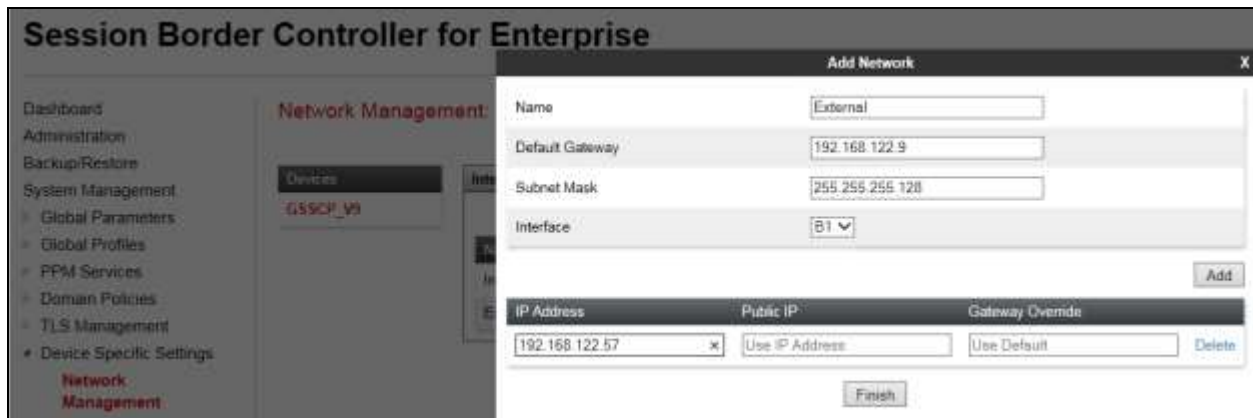 Session Border Controller for Enterprise
Add Network X
Dashboard
Administration
Backup/Restore
System Management
Global Parameters
Global Profiles
PPM Services
Domain Policies
TLS Management
Device Specific Settings
Network
Management
Network Management:
Devices
GSSCP_V9
Inte
Name External
Default Gateway 192.168.122.9
Subnet Mask 255.255.255.128
Interface B1
Add
IP Address Public IP Gateway Override
192.168.122.57 × Use IP Address Use Default Delete
Finish